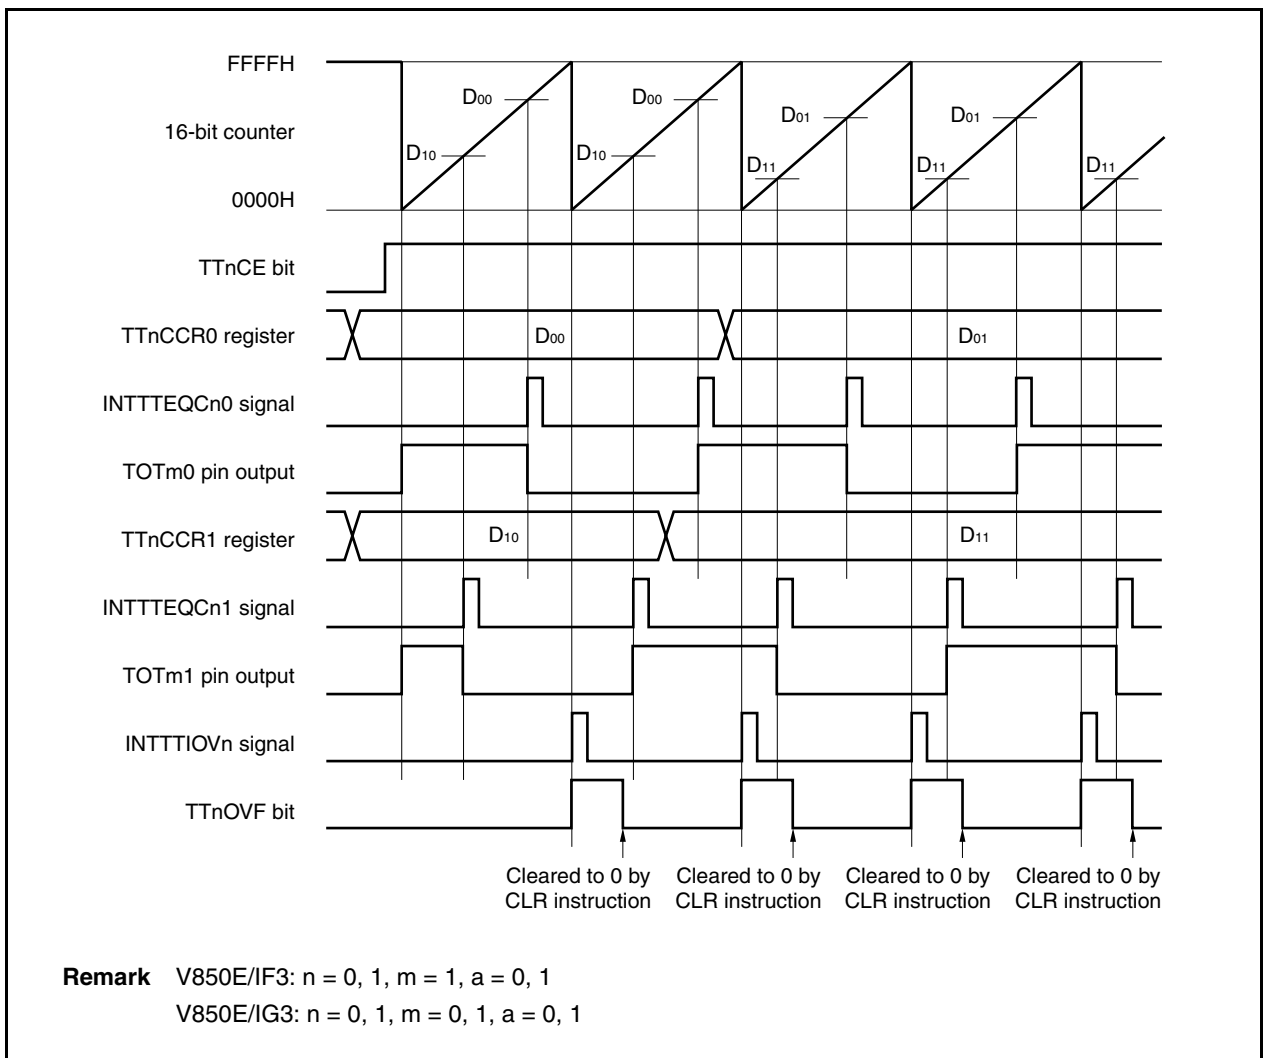 FFFFH
D00
D00
D01
D01
16-bit counter
D10
D10
D11
D11
D11
0000H
TTnCE bit
TTnCCR0 register
D00
D01
INTTTEQCn0 signal
TOTm0 pin output
TTnCCR1 register
D10
D11
INTTTEQCn1 signal
TOTm1 pin output
INTTTIOVn signal
TTnOVF bit
Cleared to 0 by
CLR instruction
Cleared to 0 by
CLR instruction
Cleared to 0 by
CLR instruction
Cleared to 0 by
CLR instruction
Remark V850E/IF3: n = 0, 1, m = 1, a = 0, 1
V850E/IG3: n = 0, 1, m = 0, 1, a = 0, 1